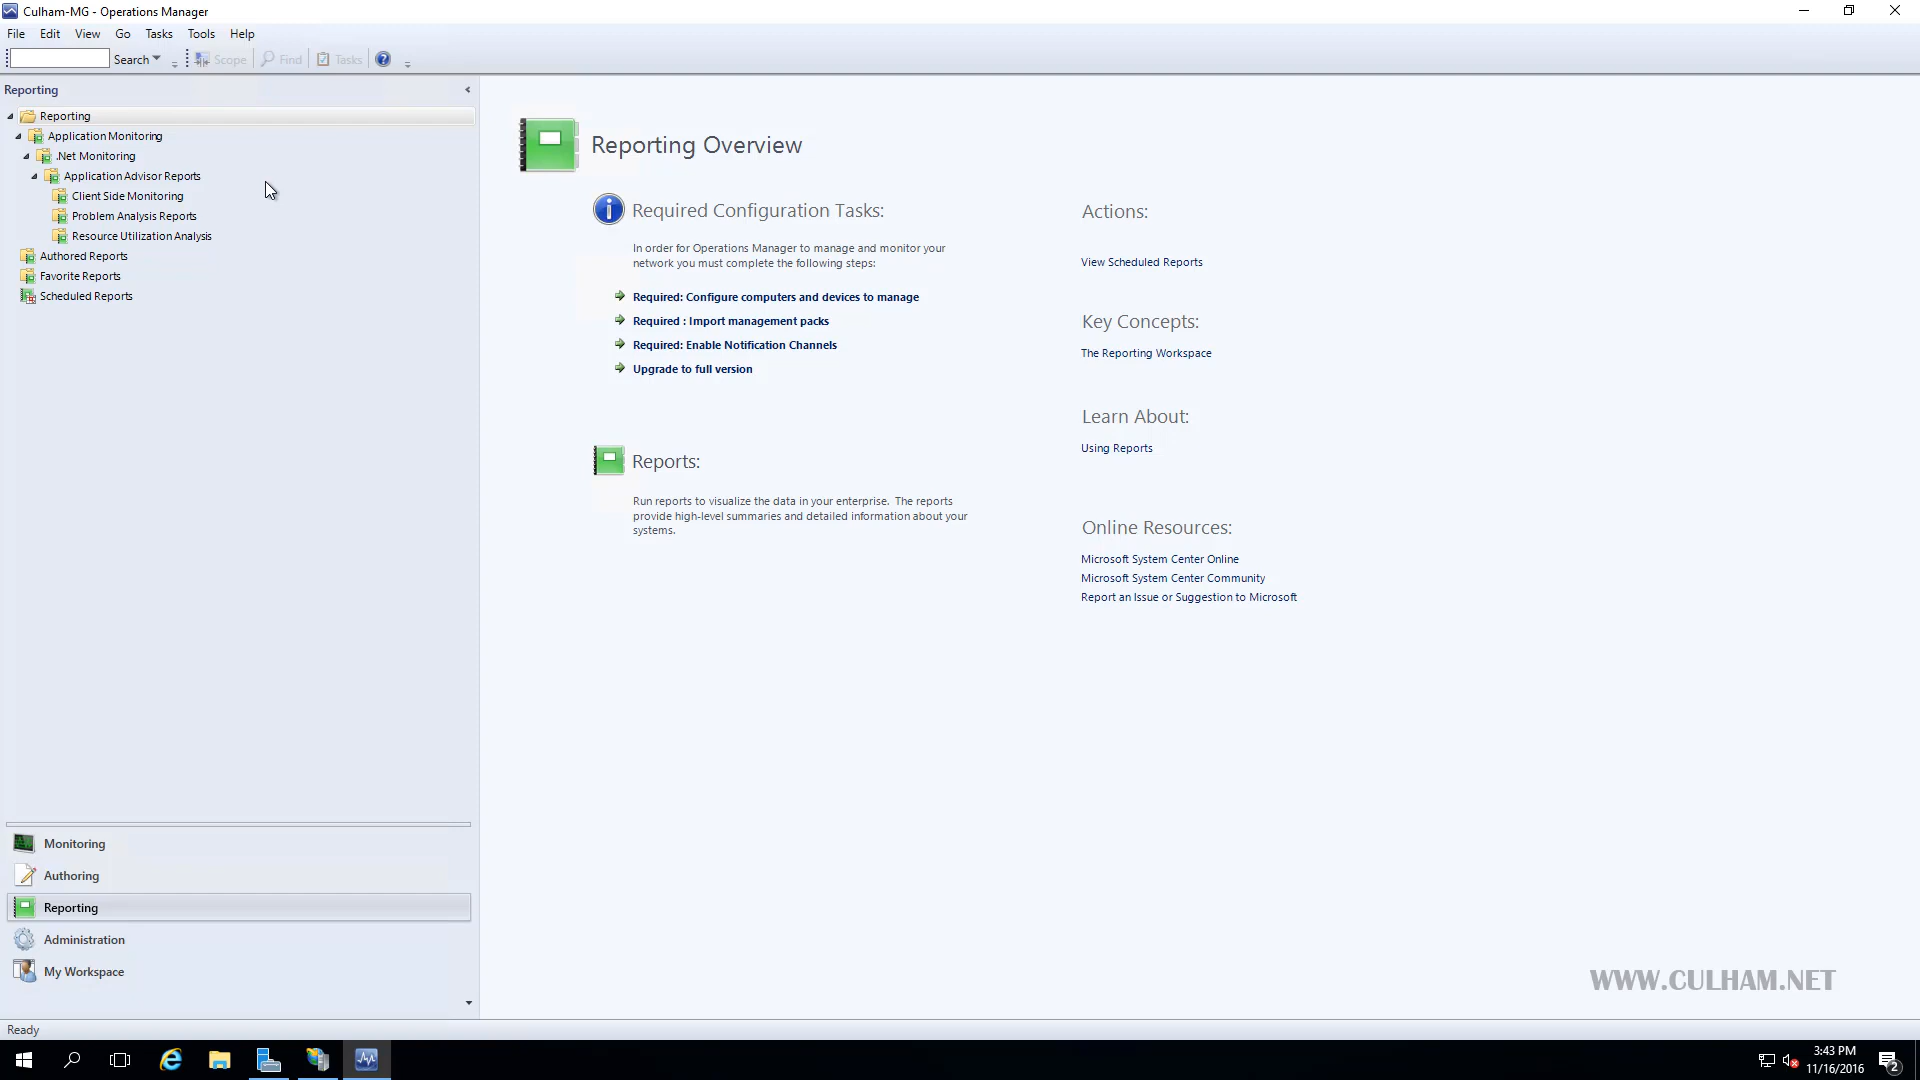 Culham-MG - Operations Manager
File Edit View Go Tasks Tools Help
Search Scope Find Tasks
Reporting
Reporting
Application Monitoring
.Net Monitoring
Application Advisor Reports
Client Side Monitoring
Problem Analysis Reports
Resource Utilization Analysis
Authored Reports
Favorite Reports
Scheduled Reports
Monitoring
Authoring
Reporting
Administration
My Workspace
Reporting Overview
Required Configuration Tasks:
In order for Operations Manager to manage and monitor your
network you must complete the following steps:
Required: Configure computers and devices to manage
Required : Import management packs
Required: Enable Notification Channels
Upgrade to full version
Reports:
Run reports to visualize the data in your enterprise. The reports
provide high-level summaries and detailed information about your
systems.
Actions:
View Scheduled Reports
Key Concepts:
The Reporting Workspace
Learn About:
Using Reports
Online Resources:
Microsoft System Center Online
Microsoft System Center Community
Report an Issue or Suggestion to Microsoft
WWW.CULHAM.NET
Ready
3:43 PM
11/16/2016
2